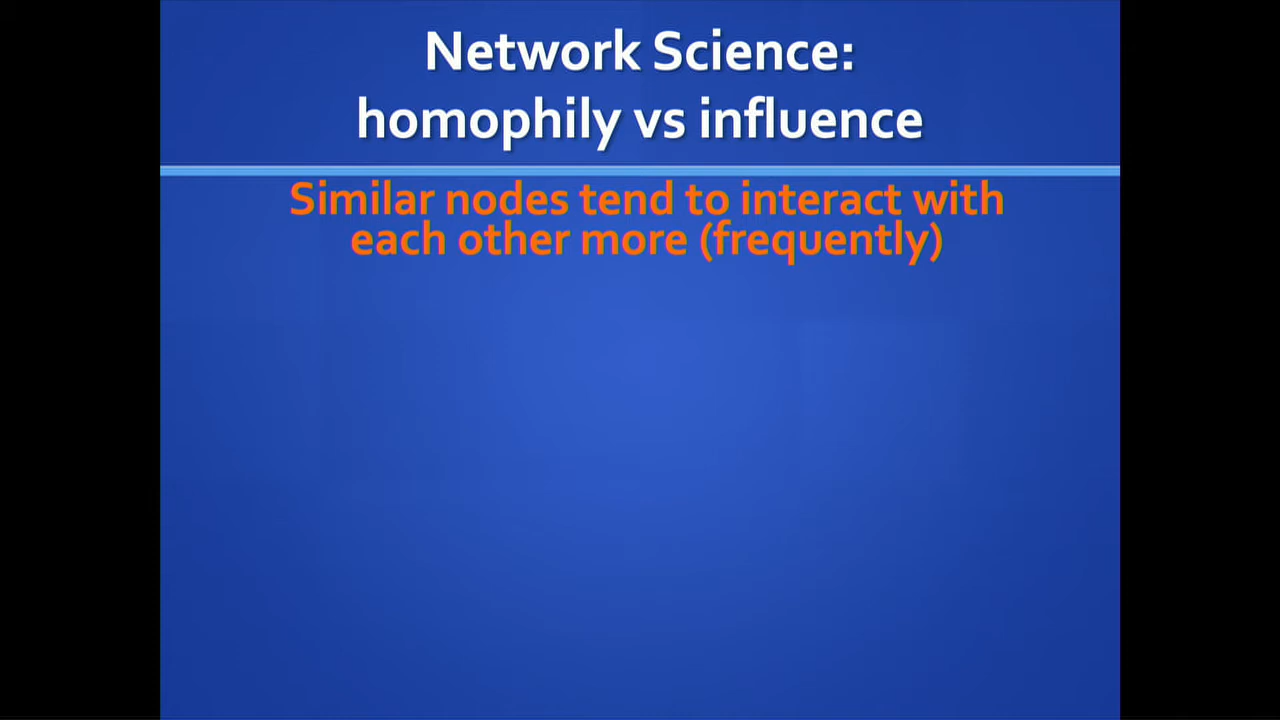 Network Science:
homophily vs influence
Similar nodes tend to interact with
each other more (frequently)